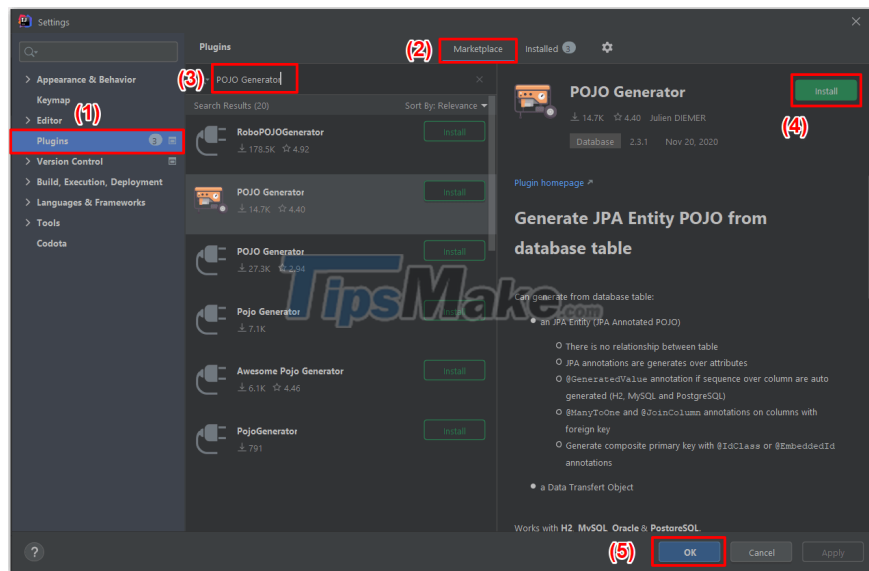 Settings
Plugins
(2)
Marketplace
Installed 3
(3)
POJO Generator
Search Results (20)
Sort By: Relevance
Appearance & Behavior
Keymap
(1)
Editor
Plugins 3
Version Control
Build, Execution, Deployment
Languages & Frameworks
Tools
Codota
RoboPOJOGenerator
178.5K 4.92
Install
POJO Generator
14.7K 4.40
Install
POJO Generator
27.3K 2.94
Install
Pojo Generator
7.1K
Install
Awesome Pojo Generator
6.1K 4.46
Install
PojoGenerator
791
Install
POJO Generator
Install
(4)
14.7K 4.40 Julien DIEMER
Database 2.3.1 Nov 20, 2020
Plugin homepage
Generate JPA Entity POJO from
database table
Can generate from database table:
an JPA Entity (JPA Annotated POJO)
There is no relationship between table
JPA annotations are generates over attributes
@GeneratedValue annotation if sequence over column are auto
generated (H2, MySQL and PostgreSQL)
@ManyToOne and @JoinColumn annotations on columns with
foreign key
Generate composite primary key with @IdClass or @EmbeddedId
annotations
a Data Transfert Object
Works with H2, MySQL, Oracle & PostgreSQL.
TipsMake.com
?
(5)
OK
Cancel
Apply